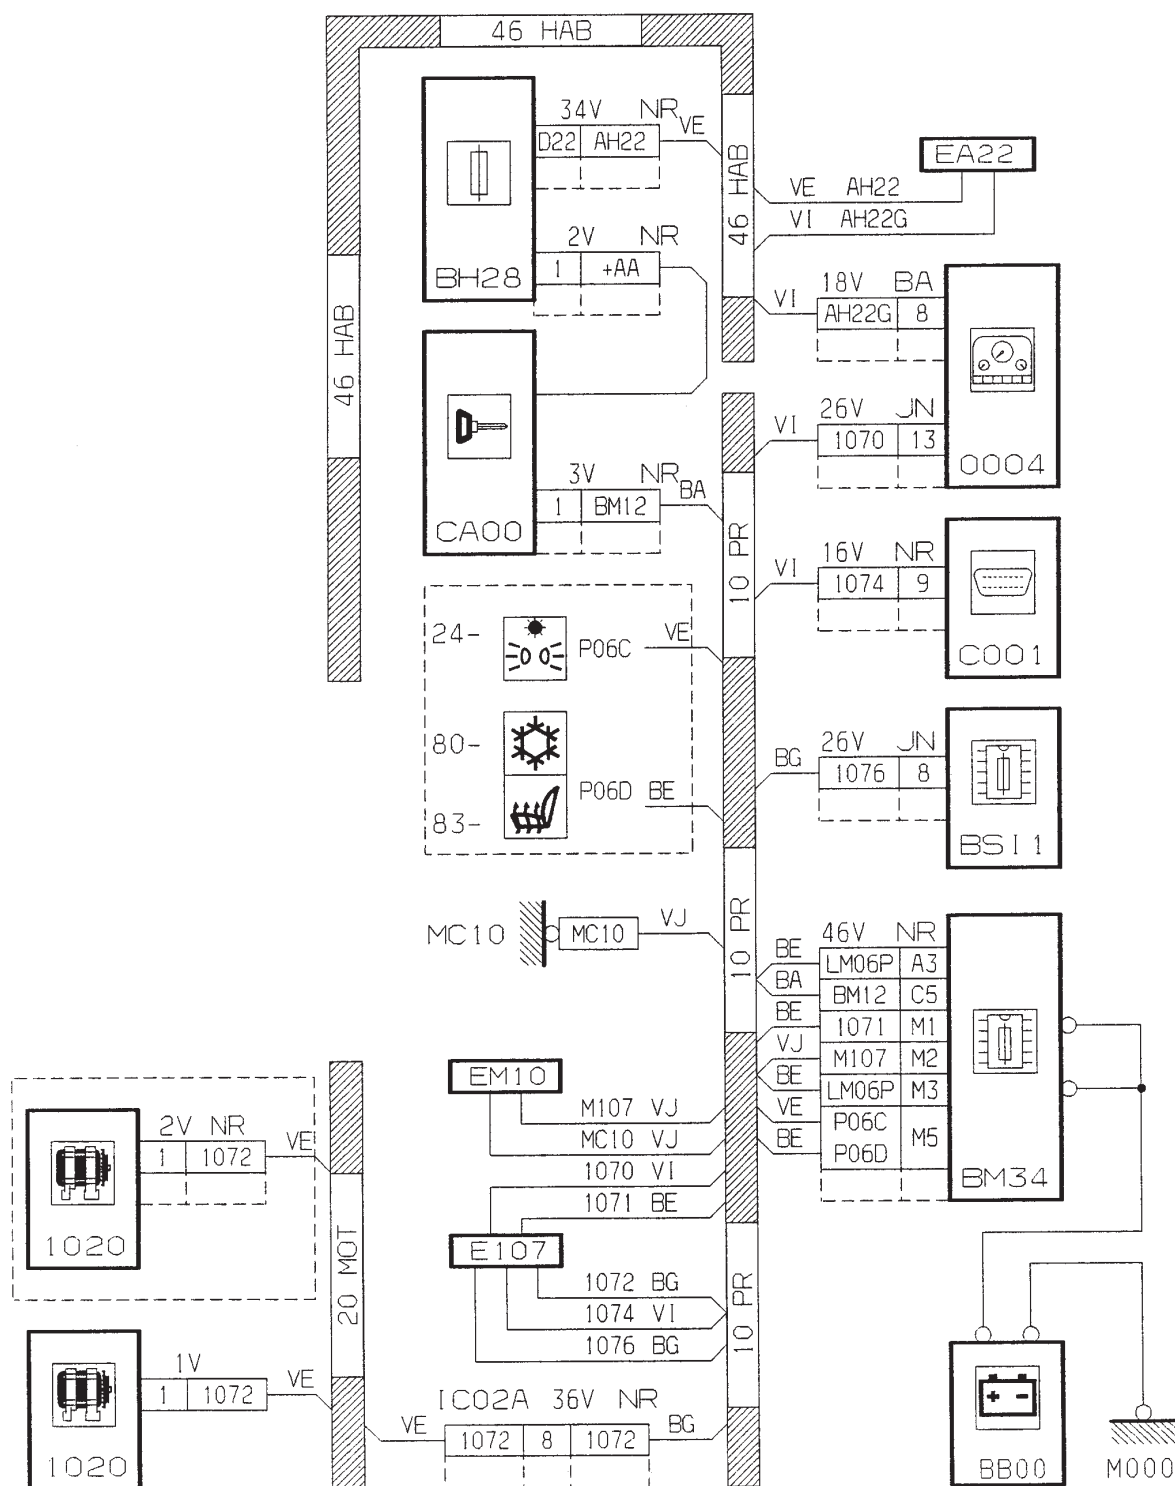 46 HAB
34V NR
D22 AH22
VE
BH28
2V NR
1 +AA
46 HAB
46 HAB
EA22
VE AH22
VI AH22G
VI
18V BA
AH22G 8
VI
26V JN
1070 13
0004
CA00
3V NR
1 BM12
BA
10 PR
VI
16V NR
1074 9
C001
24-
P06C
VE
80-
P06D BE
83-
BG
26V JN
1076 8
BSI1
MC10
MC10
VJ
10 PR
46V NR
BE
LM06P A3
BA
BM12 C5
BE
1071 M1
VJ
M107 M2
BE
LM06P M3
VE
P06C
BE
P06D
M5
BM34
EM10
M107 VJ
MC10 VJ
1070 VI
1071 BE
E107
1072 BG
1074 VI
1076 BG
2V NR
1 1072
VE
1020
20 MOT
10 PR
1V
1 1072
VE
1020
IC02A 36V NR
VE
1072 8 1072
BG
BB00
+ -
M000